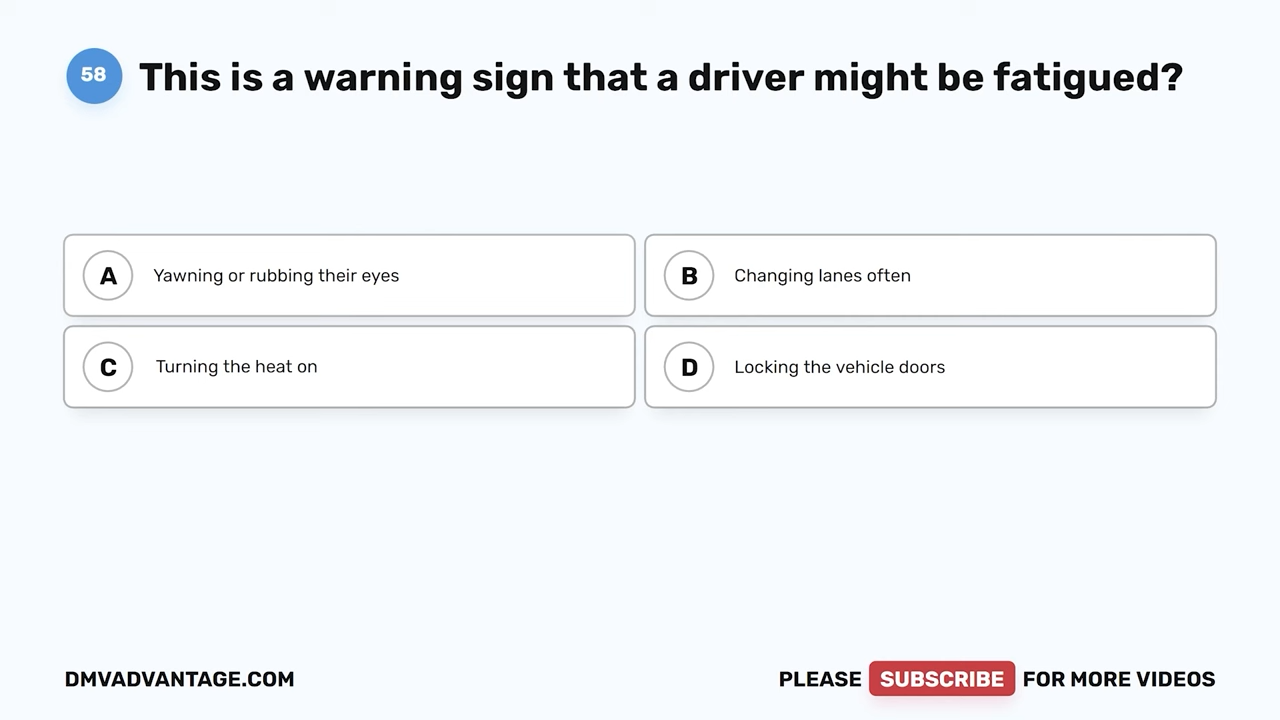 58 This is a warning sign that a driver might be fatigued?
A Yawning or rubbing their eyes
B Changing lanes often
C Turning the heat on
D Locking the vehicle doors
DMVADVANTAGE.COM
PLEASE SUBSCRIBE FOR MORE VIDEOS